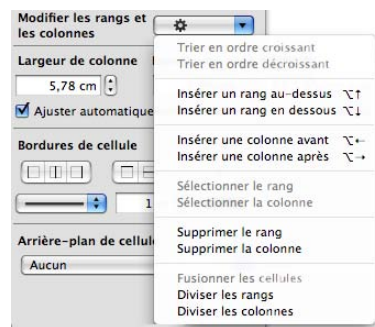 Modifier les rangs et
les colonnes
Largeur de colonne
5,78 cm
Ajuster automatique
Bordures de cellule
1
Arrière-plan de cellul
Aucun
Trier en ordre croissant
Trier en ordre décroissant
Insérer un rang au-dessus ⌥↑
Insérer un rang en dessous ⌥↓
Insérer une colonne avant ⌥←
Insérer une colonne après ⌥→
Sélectionner le rang
Sélectionner la colonne
Supprimer le rang
Supprimer la colonne
Fusionner les cellules
Diviser les rangs
Diviser les colonnes